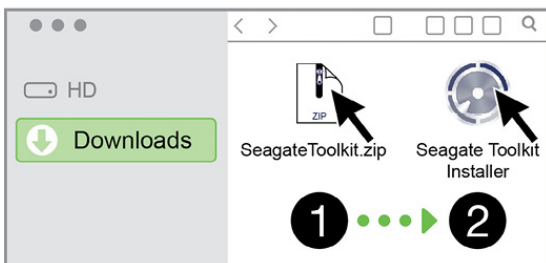 HD
Downloads
ZIP
SeagateToolkit.zip
Seagate Toolkit
Installer
1
2